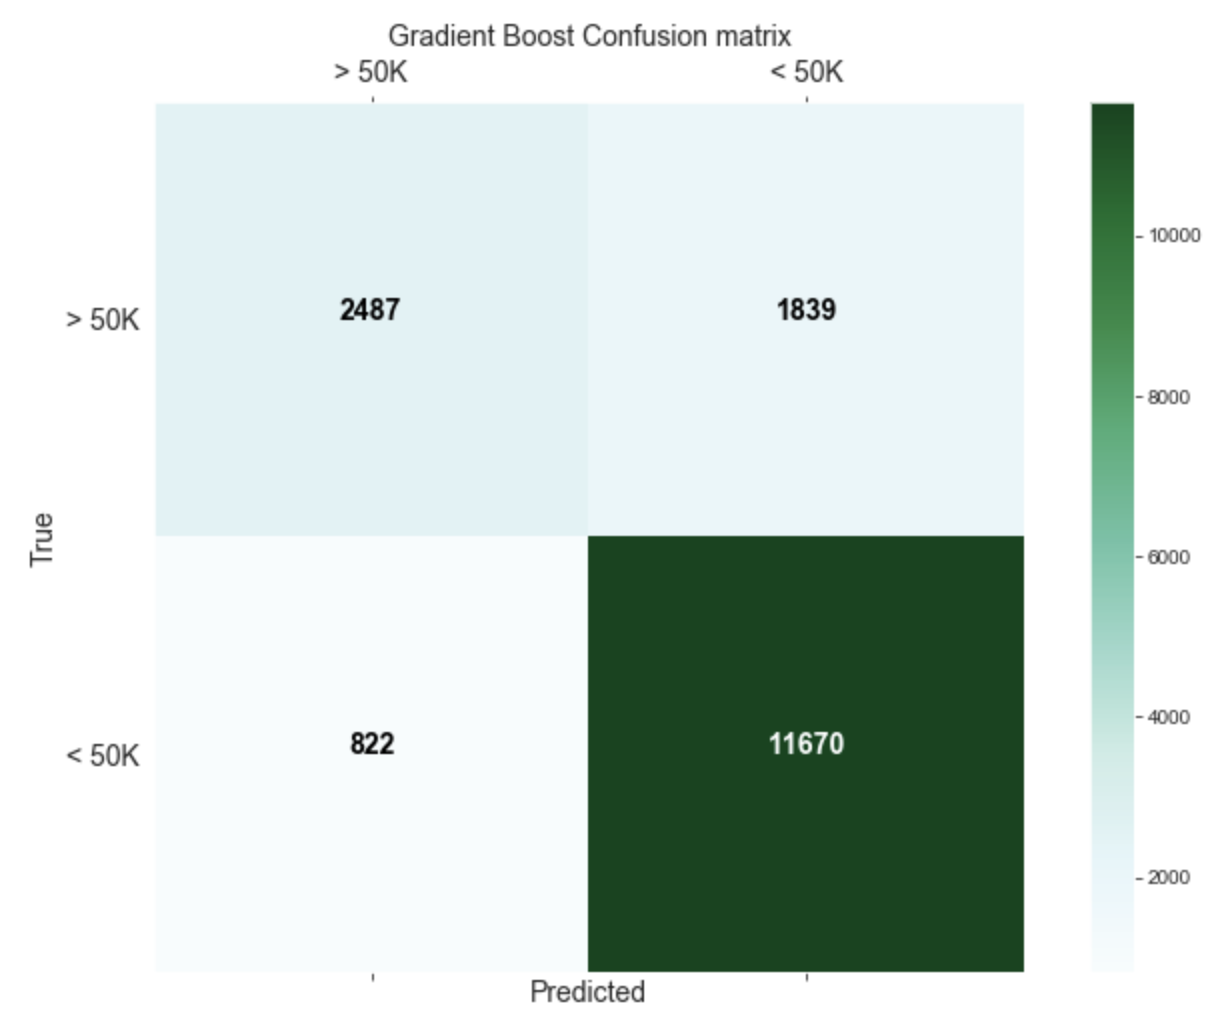 Gradient Boost Confusion matrix
> 50K < 50K
10000
> 50K 2487 1839
8000
True
6000
4000
< 50K 822 11670
2000
Predicted